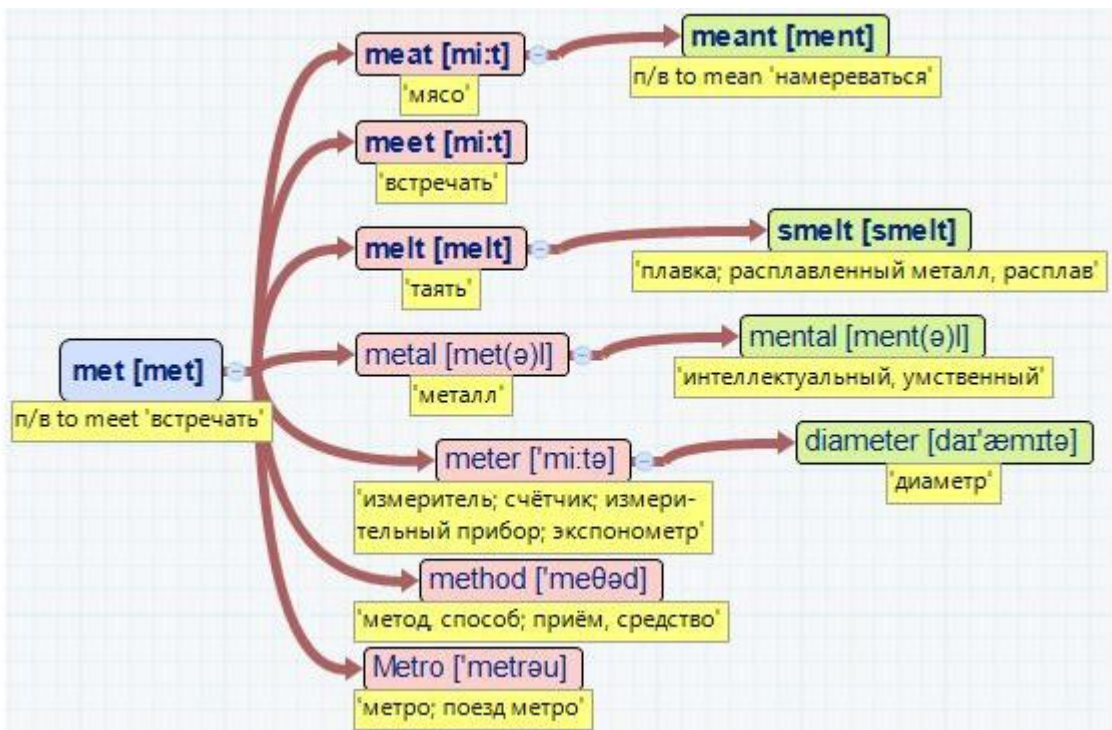 meat [mi:t]
'мясо'
meant [ment]
п/в to mean 'намереваться'
meet [mi:t]
'встречать'
melt [melt]
'таять'
smelt [smelt]
'плавка; расплавленный металл, расплав'
met [met]
п/в to meet 'встречать'
metal [met(ə)l]
'металл'
mental [ment(ə)l]
'интеллектуальный, умственный'
meter ['mi:tə]
'измеритель; счётчик; измери-
тельный прибор; экспонометр'
diameter [daɪ'æmɪtə]
'диаметр'
method ['meθəd]
'метод, способ; приём, средство'
Metro ['metrəu]
'метро; поезд метро'